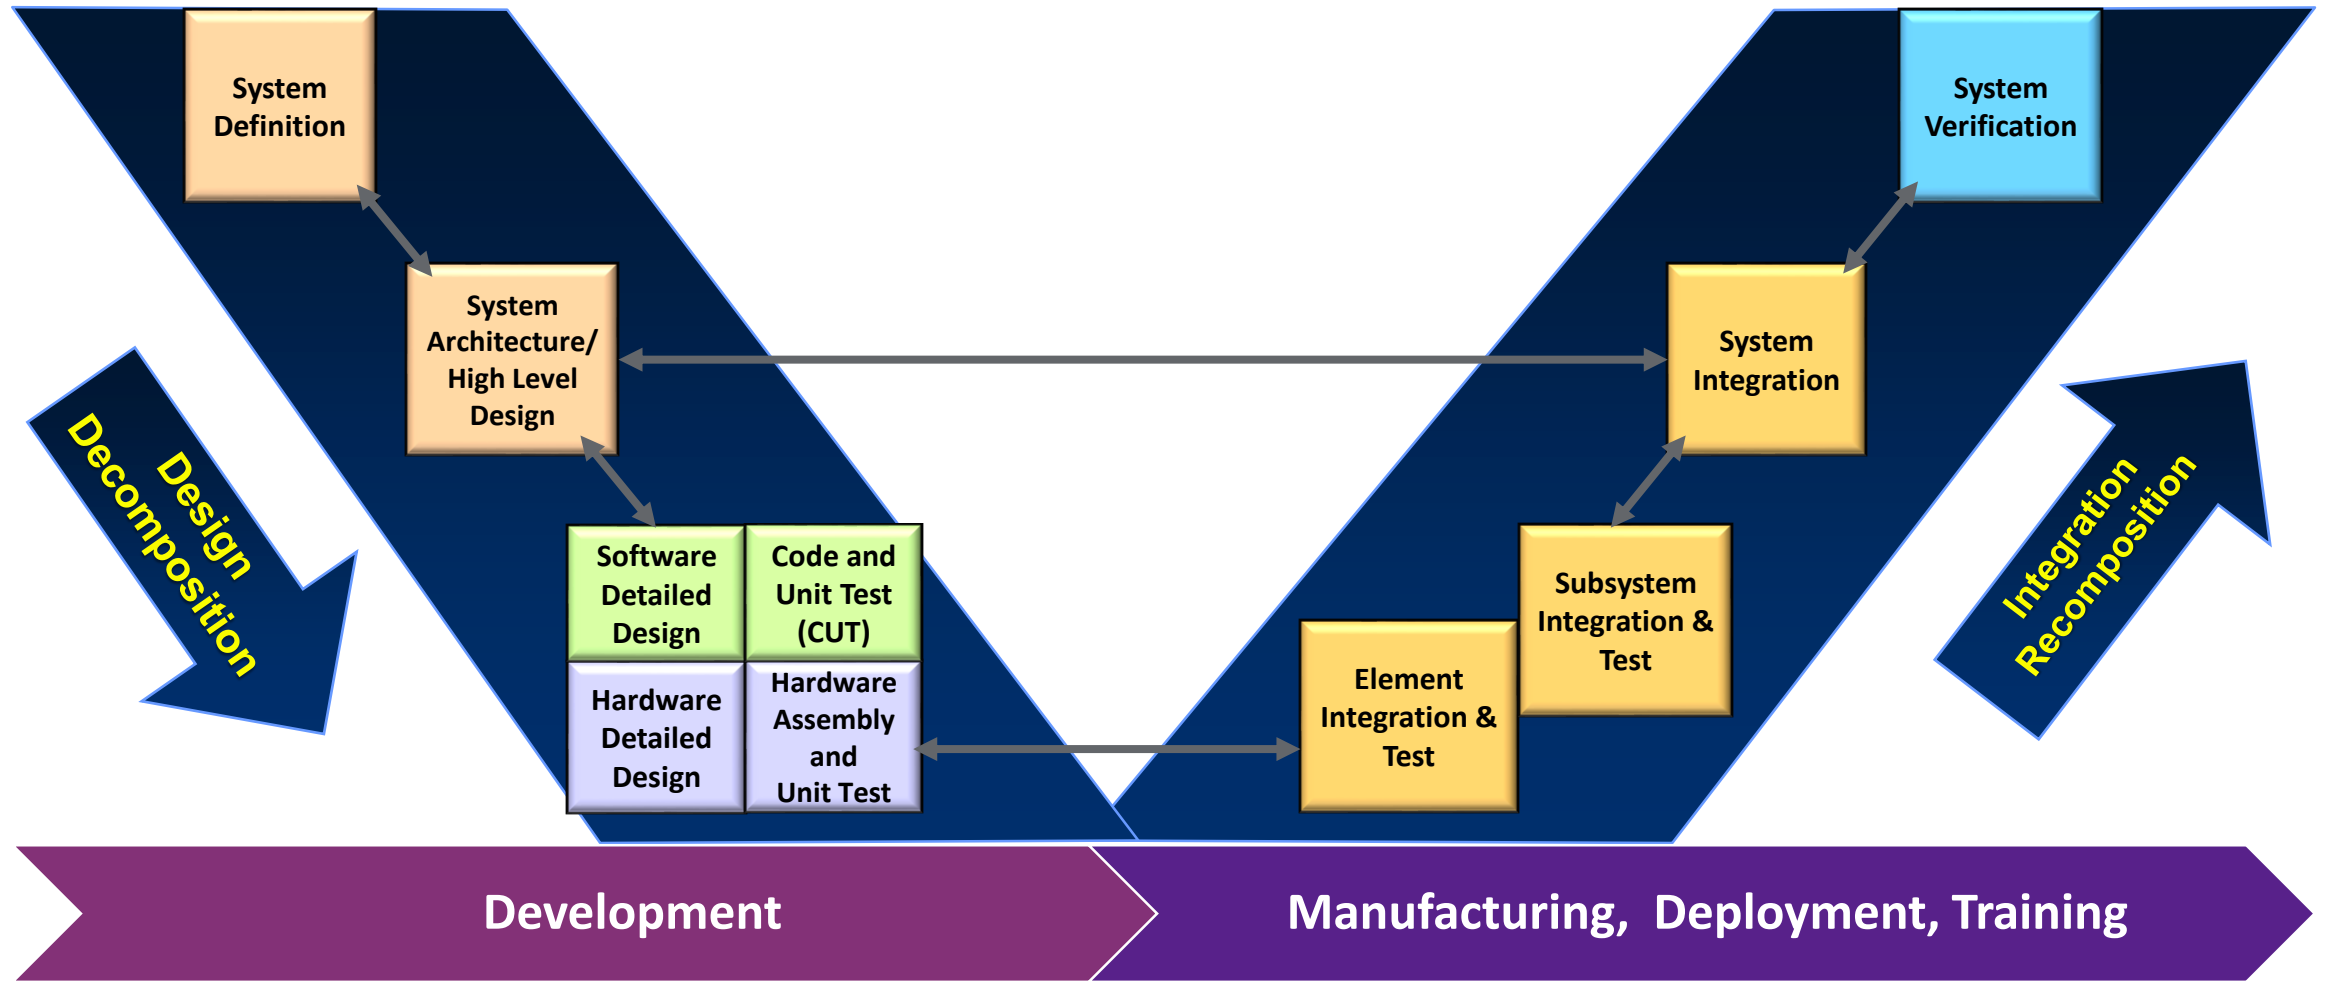 System
Definition
System
Verification
System
Architecture/
High Level
Design
System
Integration
Design
Decomposition
Integration
Recomposition
Software
Detailed
Design
Code and
Unit Test
(CUT)
Hardware
Detailed
Design
Hardware
Assembly
and
Unit Test
Element
Integration &
Test
Subsystem
Integration &
Test
Development
Manufacturing, Deployment, Training